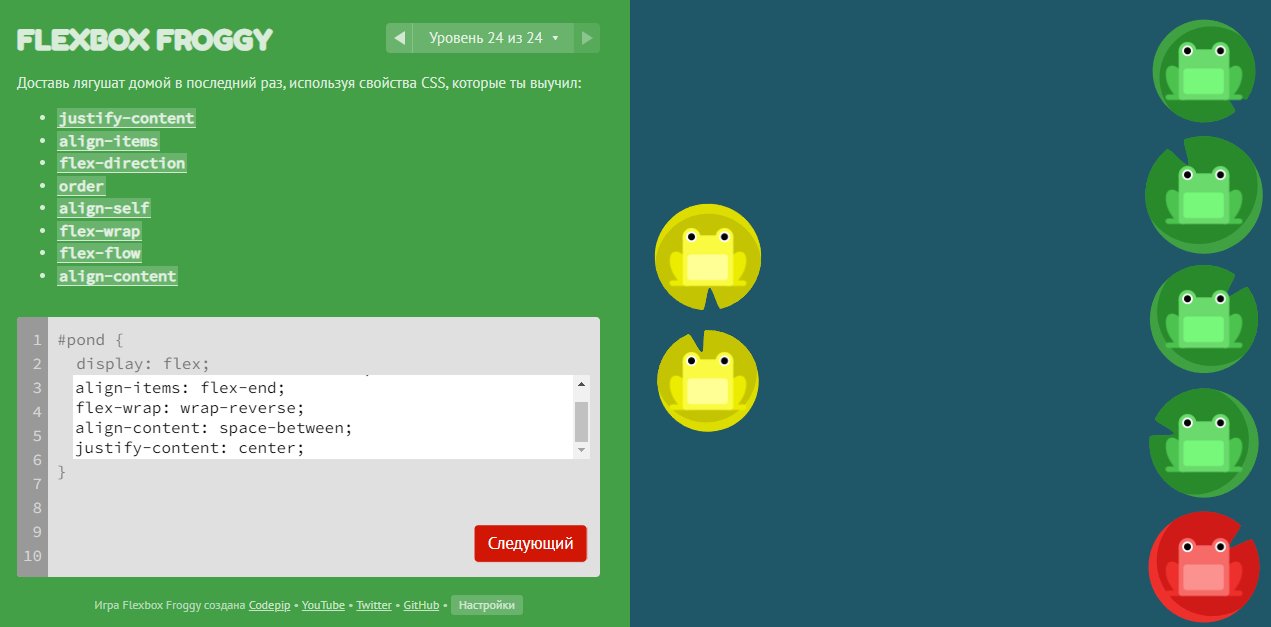 FLEXBOX FROGGY
Уровень 24 из 24
Доставь лягушат домой в последний раз, используя свойства CSS, которые ты выучил:
justify-content
align-items
flex-direction
order
align-self
flex-wrap
flex-flow
align-content
1 #pond {
2 display: flex;
3 align-items: flex-end;
4 flex-wrap: wrap-reverse;
5 align-content: space-between;
6 justify-content: center;
7 }
8
9
10
Следующий
Игра Flexbox Froggy создана Codepip • YouTube • Twitter • GitHub • Настройки